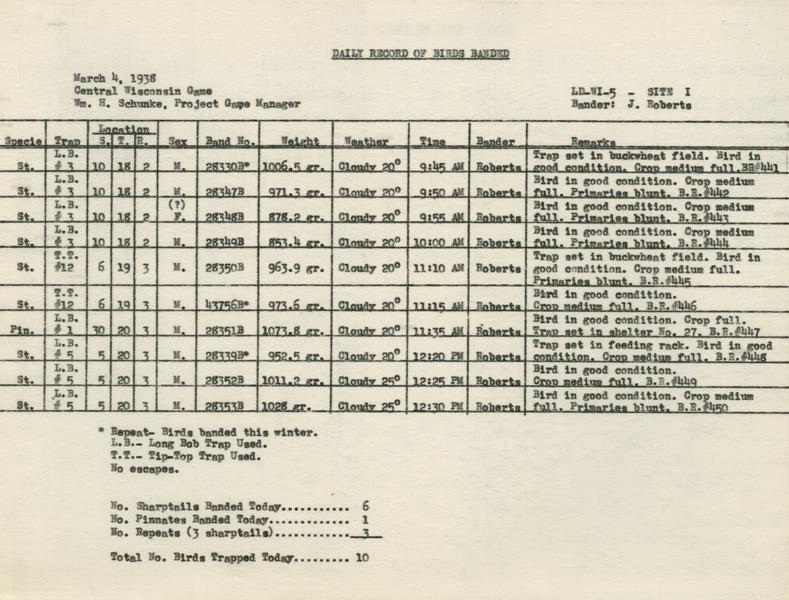 DAILY RECORD OF BIRDS BANDED
March 4, 1938
Central Wisconsin Game
Wm. H. Schunke, Project Game Manager
LD-WI-5 - SITE I
Bander: J. Roberts
Location
Specie Trap S. T. R. Sex Band No. Weight Weather Time Bander Remarks
L.B. Trap set in buckwheat field. Bird in
St. # 3 10 18 2 M. 28330B* 1006.5 gr. Cloudy 20° 9:45 AM Roberts good condition. Crop medium full.BR#441
L.B. Bird in good condition. Crop medium
St. # 3 10 18 2 M. 28347B 971.3 gr. Cloudy 20° 9:50 AM Roberts full. Primaries blunt. B.R.#442
L.B. (?) Bird in good condition. Crop medium
St. # 3 10 18 2 F. 28348B 878.2 gr. Cloudy 20° 9:55 AM Roberts full. Primaries blunt. B.R.#443
L.B. Bird in good condition. Crop medium
St. # 3 10 18 2 M. 28349B 853.4 gr. Cloudy 20° 10:00 AM Roberts full. Primaries blunt. B.R.#444
T.T. Trap set in buckwheat field. Bird in
St. #12 6 19 3 M. 28350B 963.9 gr. Cloudy 20° 11:10 AM Roberts good condition. Crop medium full.
Primaries blunt. B.R.#445
T.T. Bird in good condition.
St. #12 6 19 3 M. 43756B* 973.6 gr. Cloudy 20° 11:15 AM Roberts Crop medium full. B.R.#446
L.B. Bird in good condition. Crop full.
Pin. # 1 30 20 3 M. 28351B 1073.8 gr. Cloudy 20° 11:35 AM Roberts Trap set in shelter No. 27. B.R.#447
L.B. Trap set in feeding rack. Bird in good
St. # 5 5 20 3 M. 28339B* 952.5 gr. Cloudy 20° 12:20 PM Roberts condition. Crop medium full. B.R.#448
L.B. Bird in good condition.
St. # 5 5 20 3 M. 28352B 1011.2 gr. Cloudy 25° 12:25 PM Roberts Crop medium full. B.R.#449
L.B. Bird in good condition. Crop medium
St. # 5 5 20 3 M. 28353B 1028 gr. Cloudy 25° 12:30 PM Roberts full. Primaries blunt. B.R.#450
* Repeat- Birds banded this winter.
L.B.- Long Bob Trap Used.
T.T.- Tip-Top Trap Used.
No escapes.
No. Sharptails Banded Today........... 6
No. Pinnates Banded Today............. 1
No. Repeats (3 sharptails)............ 3
Total No. Birds Trapped Today......... 10